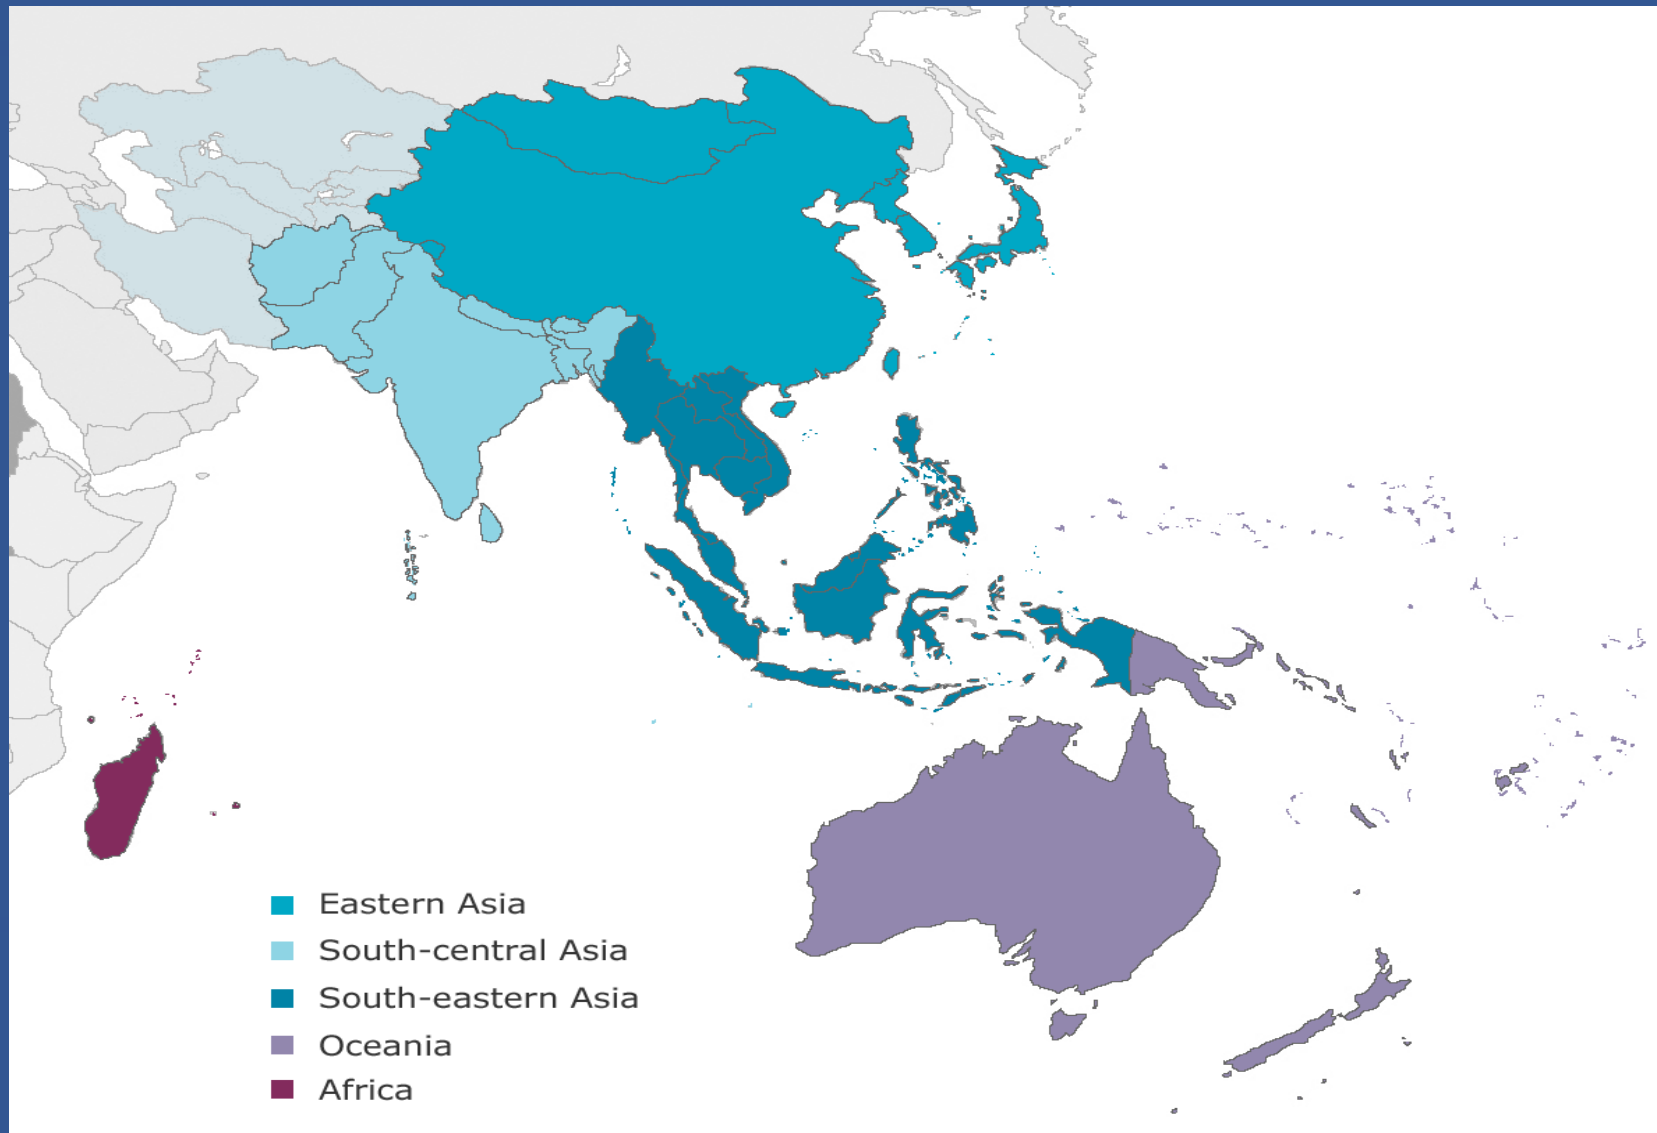 Eastern Asia
South-central Asia
South-eastern Asia
Oceania
Africa